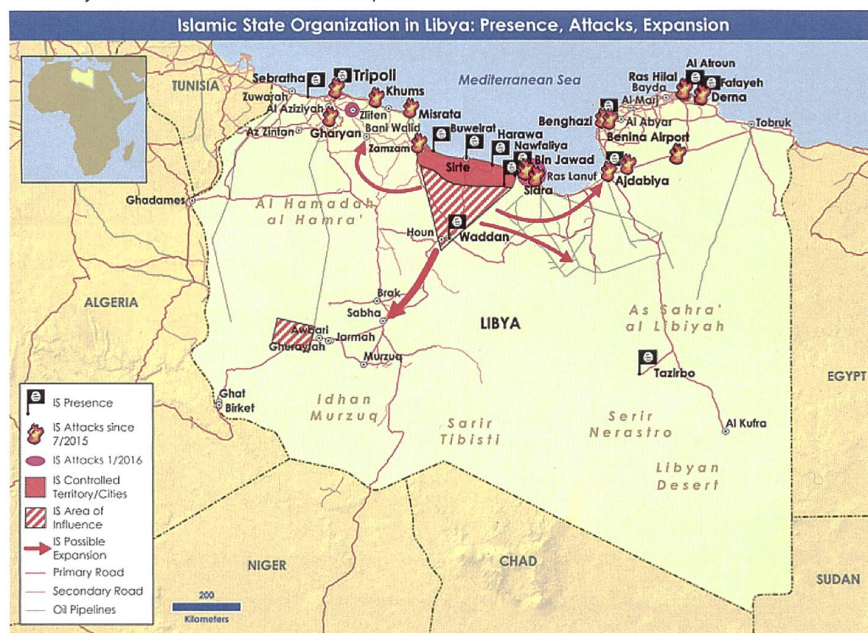 Islamic State Organization in Libya: Presence, Attacks, Expansion
Mediterranean Sea
TUNISIA
Sebratha
Tripoli
Zuwarah
Khums
Al Aziziyah
Zliten
Misrata
Az Zintan
Gharyan
Bani Walid
Zamzam
Buweirat
Harawa
Nawfaliya
Bin Jawad
Sirte
Ras Lanuf
Sidra
Al Atroun
Ras Hilal
Fatayeh
Bayda
Derna
Al Marj
Benghazi
Al Abyar
Benina Airport
Tobruk
Ajdabiya
Ghadames
Al Hamadah
al Hamra'
Houn
Waddan
ALGERIA
Brak
Sabha
LIBYA
As Sahra'
al Libiyah
Awbari
Jarmah
Ghurayfah
Murzuq
Tazirbo
EGYPT
Ghat
Birket
Idhan
Murzuq
Sarir
Tibisti
Serir
Nerastro
Al Kufra
Libyan
Desert
NIGER
CHAD
SUDAN
IS Presence
IS Attacks since
7/2015
IS Attacks 1/2016
IS Controlled
Territory/Cities
IS Area of
Influence
IS Possible
Expansion
Primary Road
Secondary Road
Oil Pipelines
200
Kilometers